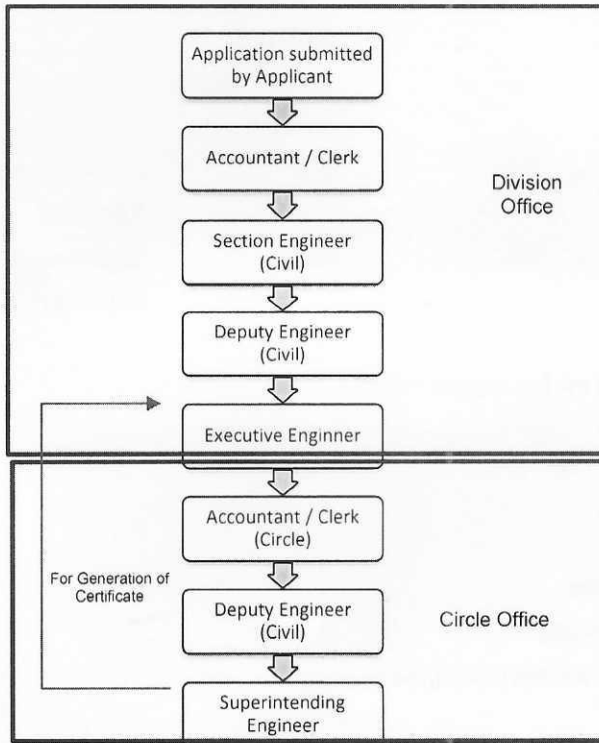 Application submitted
by Applicant
Accountant / Clerk
Division
Office
Section Engineer
(Civil)
Deputy Engineer
(Civil)
Executive Enginner
Accountant / Clerk
(Circle)
For Generation of
Certificate
Deputy Engineer
(Civil)
Circle Office
Superintending
Engineer